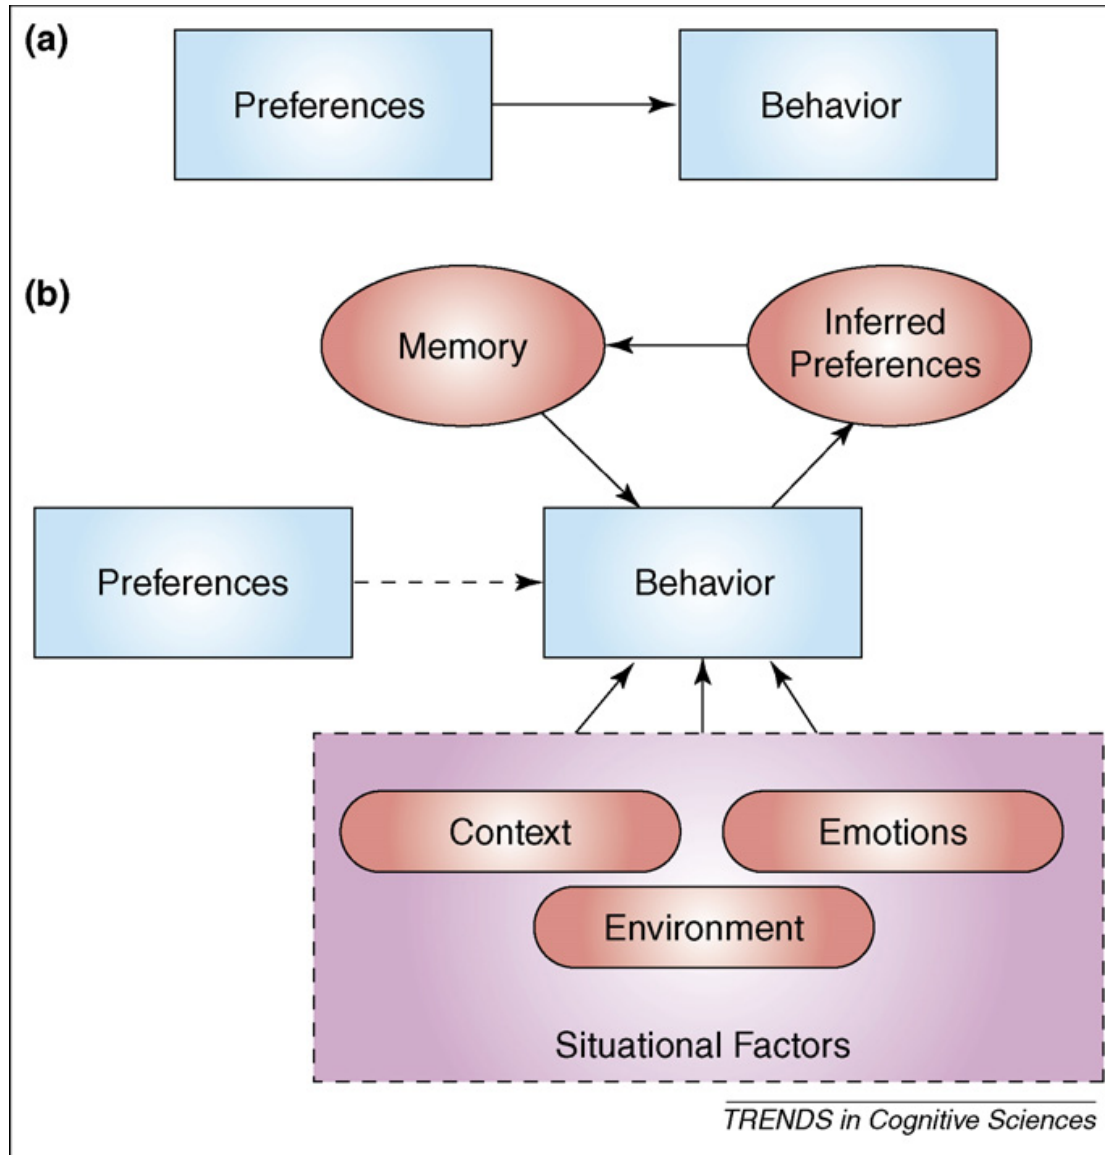 (a)
Preferences
Behavior
(b)
Memory
Inferred
Preferences
Preferences
Behavior
Context
Emotions
Environment
Situational Factors
TRENDS in Cognitive Sciences